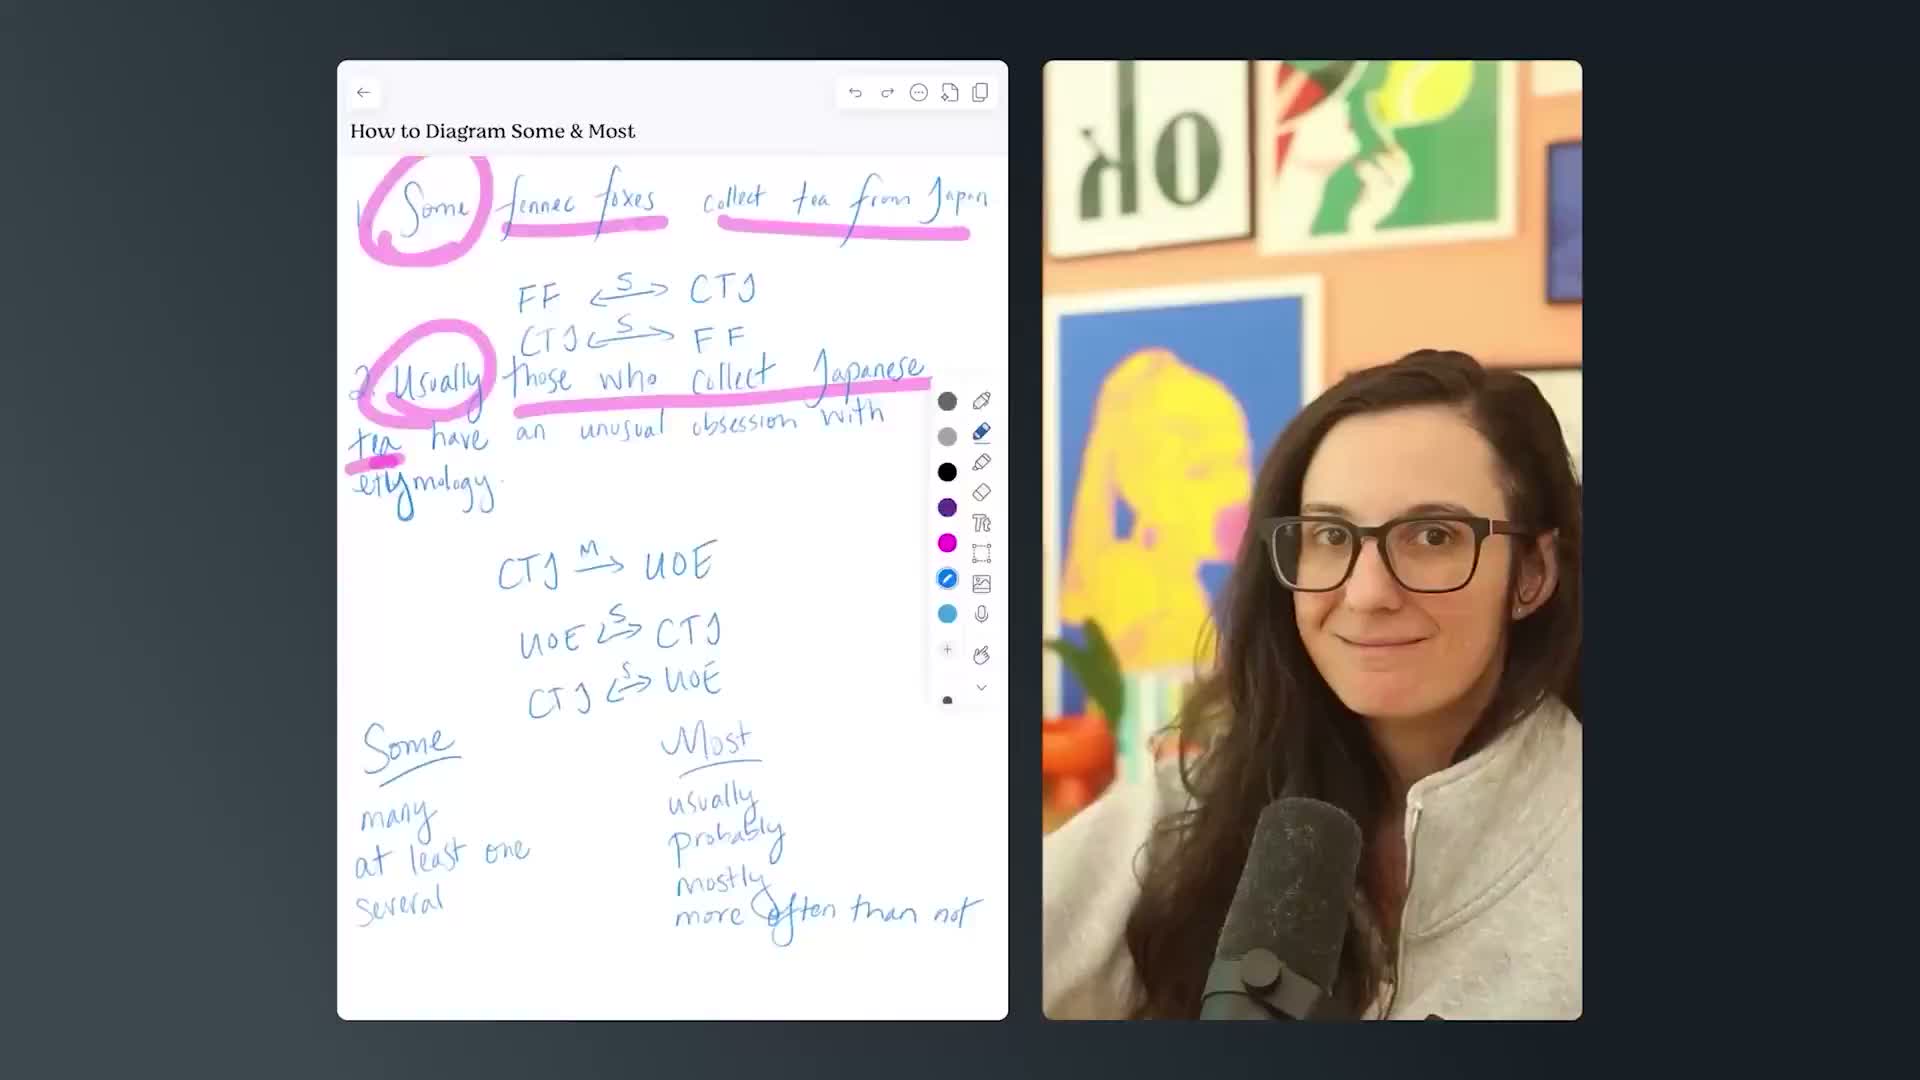 How to Diagram Some & Most
1. Some fennec foxes collect tea from Japan.
FF S CTJ
CTJ S FF
2. Usually those who collect Japanese
tea have an unusual obsession with
etymology.
CTJ M UOE
UOE S CTJ
CTJ S UOE
Some Most
many usually
at least one probably
several mostly
more often than not
Tt